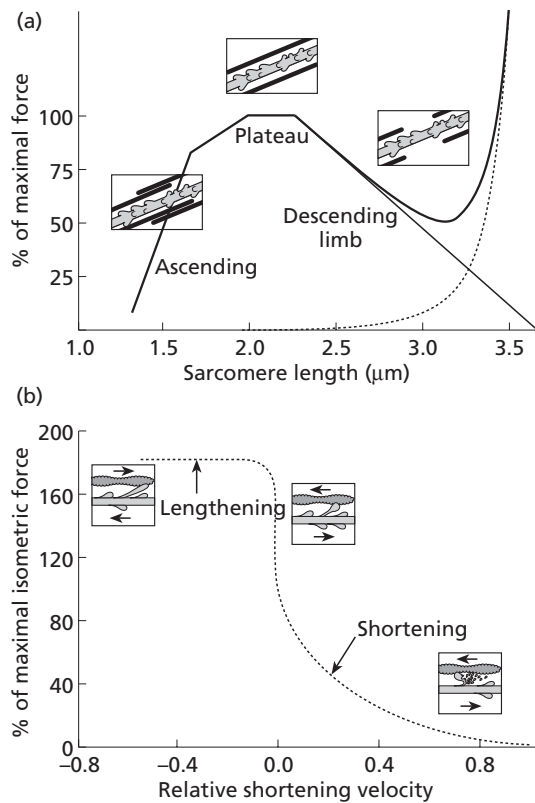 (a)
% of maximal force
100
75
50
25
Plateau
Ascending
Descending
limb
1.0
1.5
2.0
2.5
3.0
3.5
Sarcomere length (μm)
(b)
% of maximal isometric force
200
160
120
80
40
0
Lengthening
Shortening
–0.8
–0.4
0.0
0.4
0.8
Relative shortening velocity